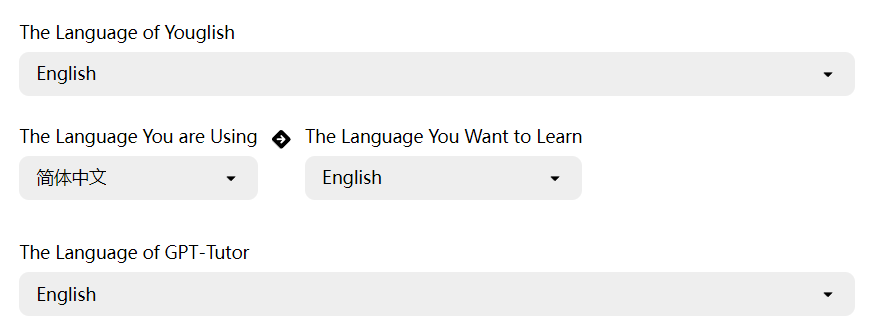 The Language of Youglish
English
The Language You are Using The Language You Want to Learn
简体中文 English
The Language of GPT-Tutor
English